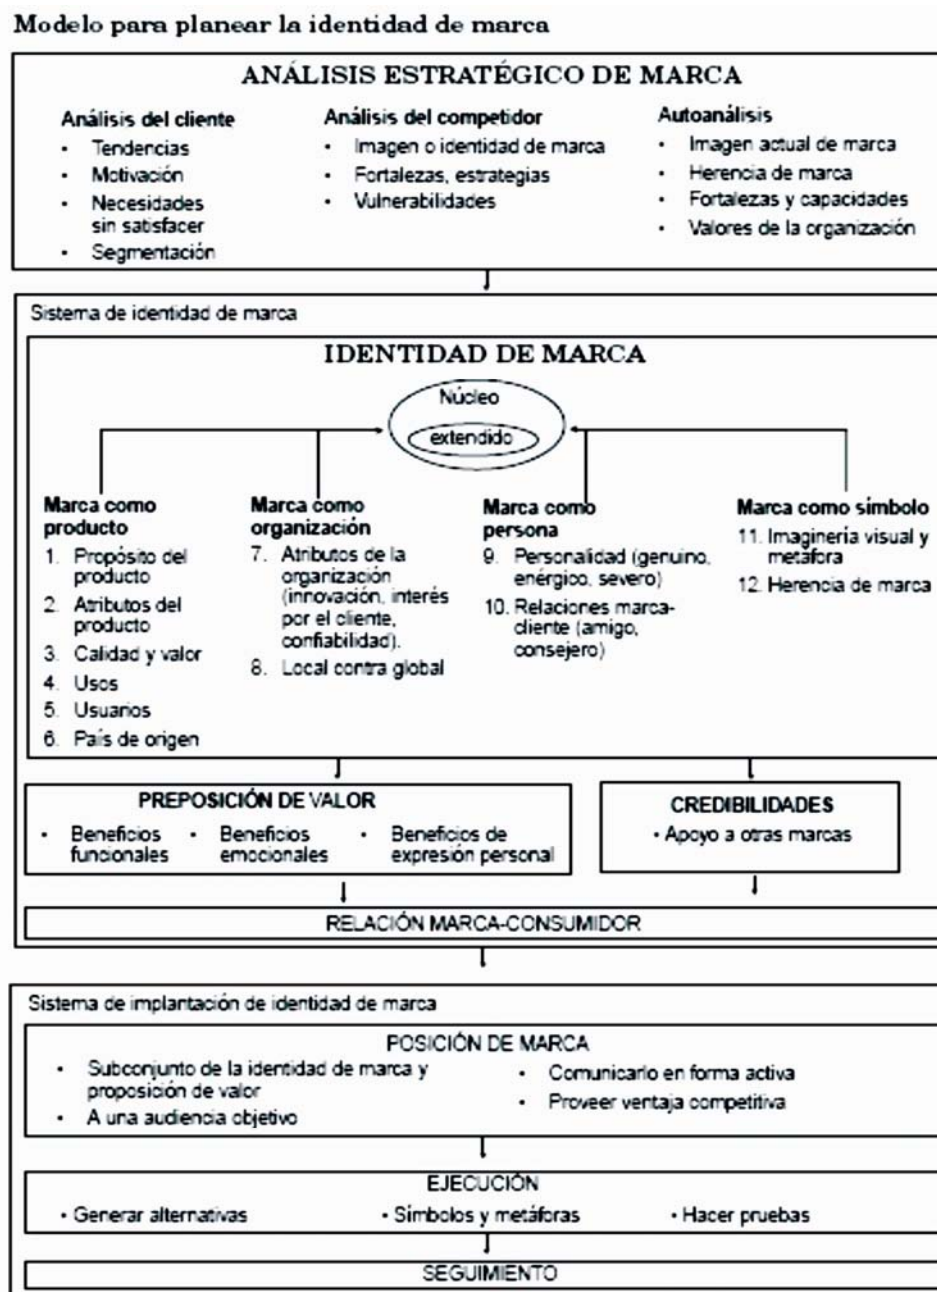 Modelo para planear la identidad de marca
ANÁLISIS ESTRATÉGICO DE MARCA
Análisis del cliente
• Tendencias
• Motivación
• Necesidades
sin satisfacer
• Segmentación
Análisis del competidor
• Imagen o identidad de marca
• Fortalezas, estrategias
• Vulnerabilidades
Autoanálisis
• Imagen actual de marca
• Herencia de marca
• Fortalezas y capacidades
• Valores de la organización
Sistema de identidad de marca
IDENTIDAD DE MARCA
Núcleo
extendido
Marca como
producto
1. Propósito del
producto
2. Atributos del
producto
3. Calidad y valor
4. Usos
5. Usuarios
6. País de origen
Marca como
organización
7. Atributos de la
organización
(innovación, interés
por el cliente,
confiabilidad).
8. Local contra global
Marca como
persona
9. Personalidad (genuino,
enérgico, severo)
10. Relaciones marca-
cliente (amigo,
consejero)
Marca como símbolo
11. Imaginería visual y
metáfora
12. Herencia de marca
PREPOSICIÓN DE VALOR
• Beneficios
funcionales
• Beneficios
emocionales
• Beneficios de
expresión personal
CREDIBILIDADES
• Apoyo a otras marcas
RELACIÓN MARCA-CONSUMIDOR
Sistema de implantación de identidad de marca
POSICIÓN DE MARCA
• Subconjunto de la identidad de marca y
proposición de valor
• A una audiencia objetivo
• Comunicarlo en forma activa
• Proveer ventaja competitiva
EJECUCIÓN
• Generar alternativas
• Símbolos y metáforas
• Hacer pruebas
SEGUIMIENTO